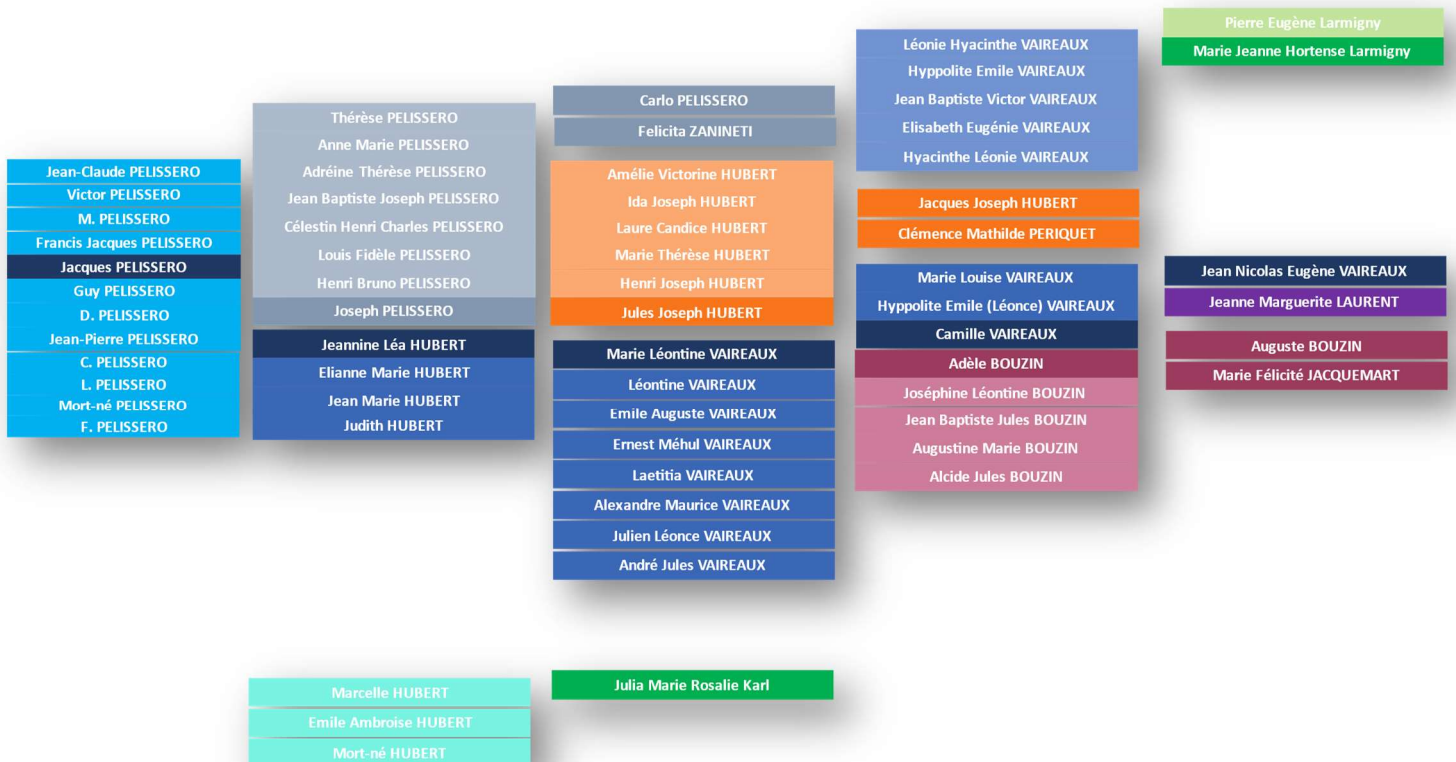 Jean-Claude PELISSERO
Victor PELISSERO
M. PELISSERO
Francis Jacques PELISSERO
Jacques PELISSERO
Guy PELISSERO
D. PELISSERO
Jean-Pierre PELISSERO
C. PELISSERO
L. PELISSERO
Mort-né PELISSERO
F. PELISSERO
Thérèse PELISSERO
Anne Marie PELISSERO
Adréine Thérèse PELISSERO
Jean Baptiste Joseph PELISSERO
Célestin Henri Charles PELISSERO
Louis Fidèle PELISSERO
Henri Bruno PELISSERO
Joseph PELISSERO
Jeannine Léa HUBERT
Elianne Marie HUBERT
Jean Marie HUBERT
Judith HUBERT
Marcelle HUBERT
Emile Ambroise HUBERT
Mort-né HUBERT
Carlo PELISSERO
Felicita ZANINETI
Amélie Victorine HUBERT
Ida Joseph HUBERT
Laure Candice HUBERT
Marie Thérèse HUBERT
Henri Joseph HUBERT
Jules Joseph HUBERT
Marie Léontine VAIREAUX
Léontine VAIREAUX
Emile Auguste VAIREAUX
Ernest Méhul VAIREAUX
Laetitia VAIREAUX
Alexandre Maurice VAIREAUX
Julien Léonce VAIREAUX
André Jules VAIREAUX
Julia Marie Rosalie Karl
Léonie Hyacinthe VAIREAUX
Hyppolite Emile VAIREAUX
Jean Baptiste Victor VAIREAUX
Elisabeth Eugénie VAIREAUX
Hyacinthe Léonie VAIREAUX
Jacques Joseph HUBERT
Clémence Mathilde PERIQUET
Marie Louise VAIREAUX
Hyppolite Emile (Léonce) VAIREAUX
Camille VAIREAUX
Adèle BOUZIN
Joséphine Léontine BOUZIN
Jean Baptiste Jules BOUZIN
Augustine Marie BOUZIN
Alcide Jules BOUZIN
Pierre Eugène Larmigny
Marie Jeanne Hortense Larmigny
Jean Nicolas Eugène VAIREAUX
Jeanne Marguerite LAURENT
Auguste BOUZIN
Marie Félicité JACQUEMART